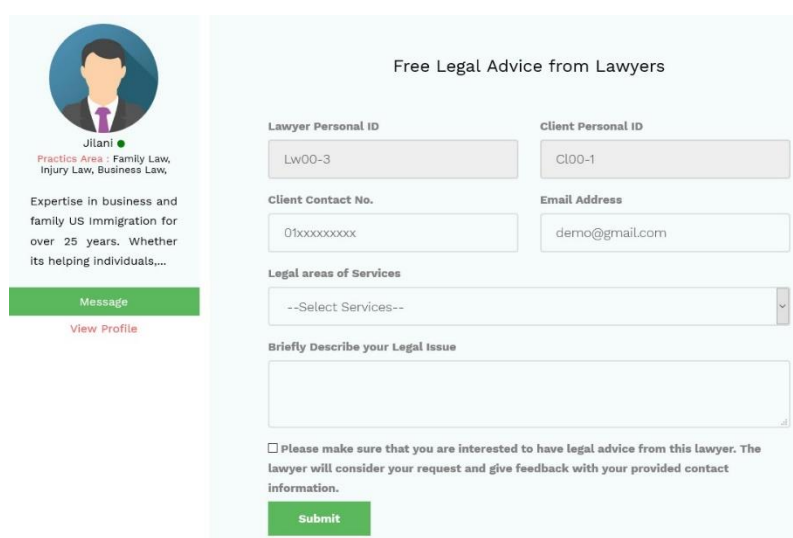 Jilani
Practics Area : Family Law,
Injury Law, Business Law,
Expertise in business and
family US Immigration for
over 25 years. Whether
its helping individuals,...
Message
View Profile
Free Legal Advice from Lawyers
Lawyer Personal ID
Client Personal ID
Lw00-3
Cl00-1
Client Contact No.
Email Address
01xxxxxxxxx
demo@gmail.com
Legal areas of Services
--Select Services--
Briefly Describe your Legal Issue
Please make sure that you are interested to have legal advice from this lawyer. The
lawyer will consider your request and give feedback with your provided contact
information.
Submit